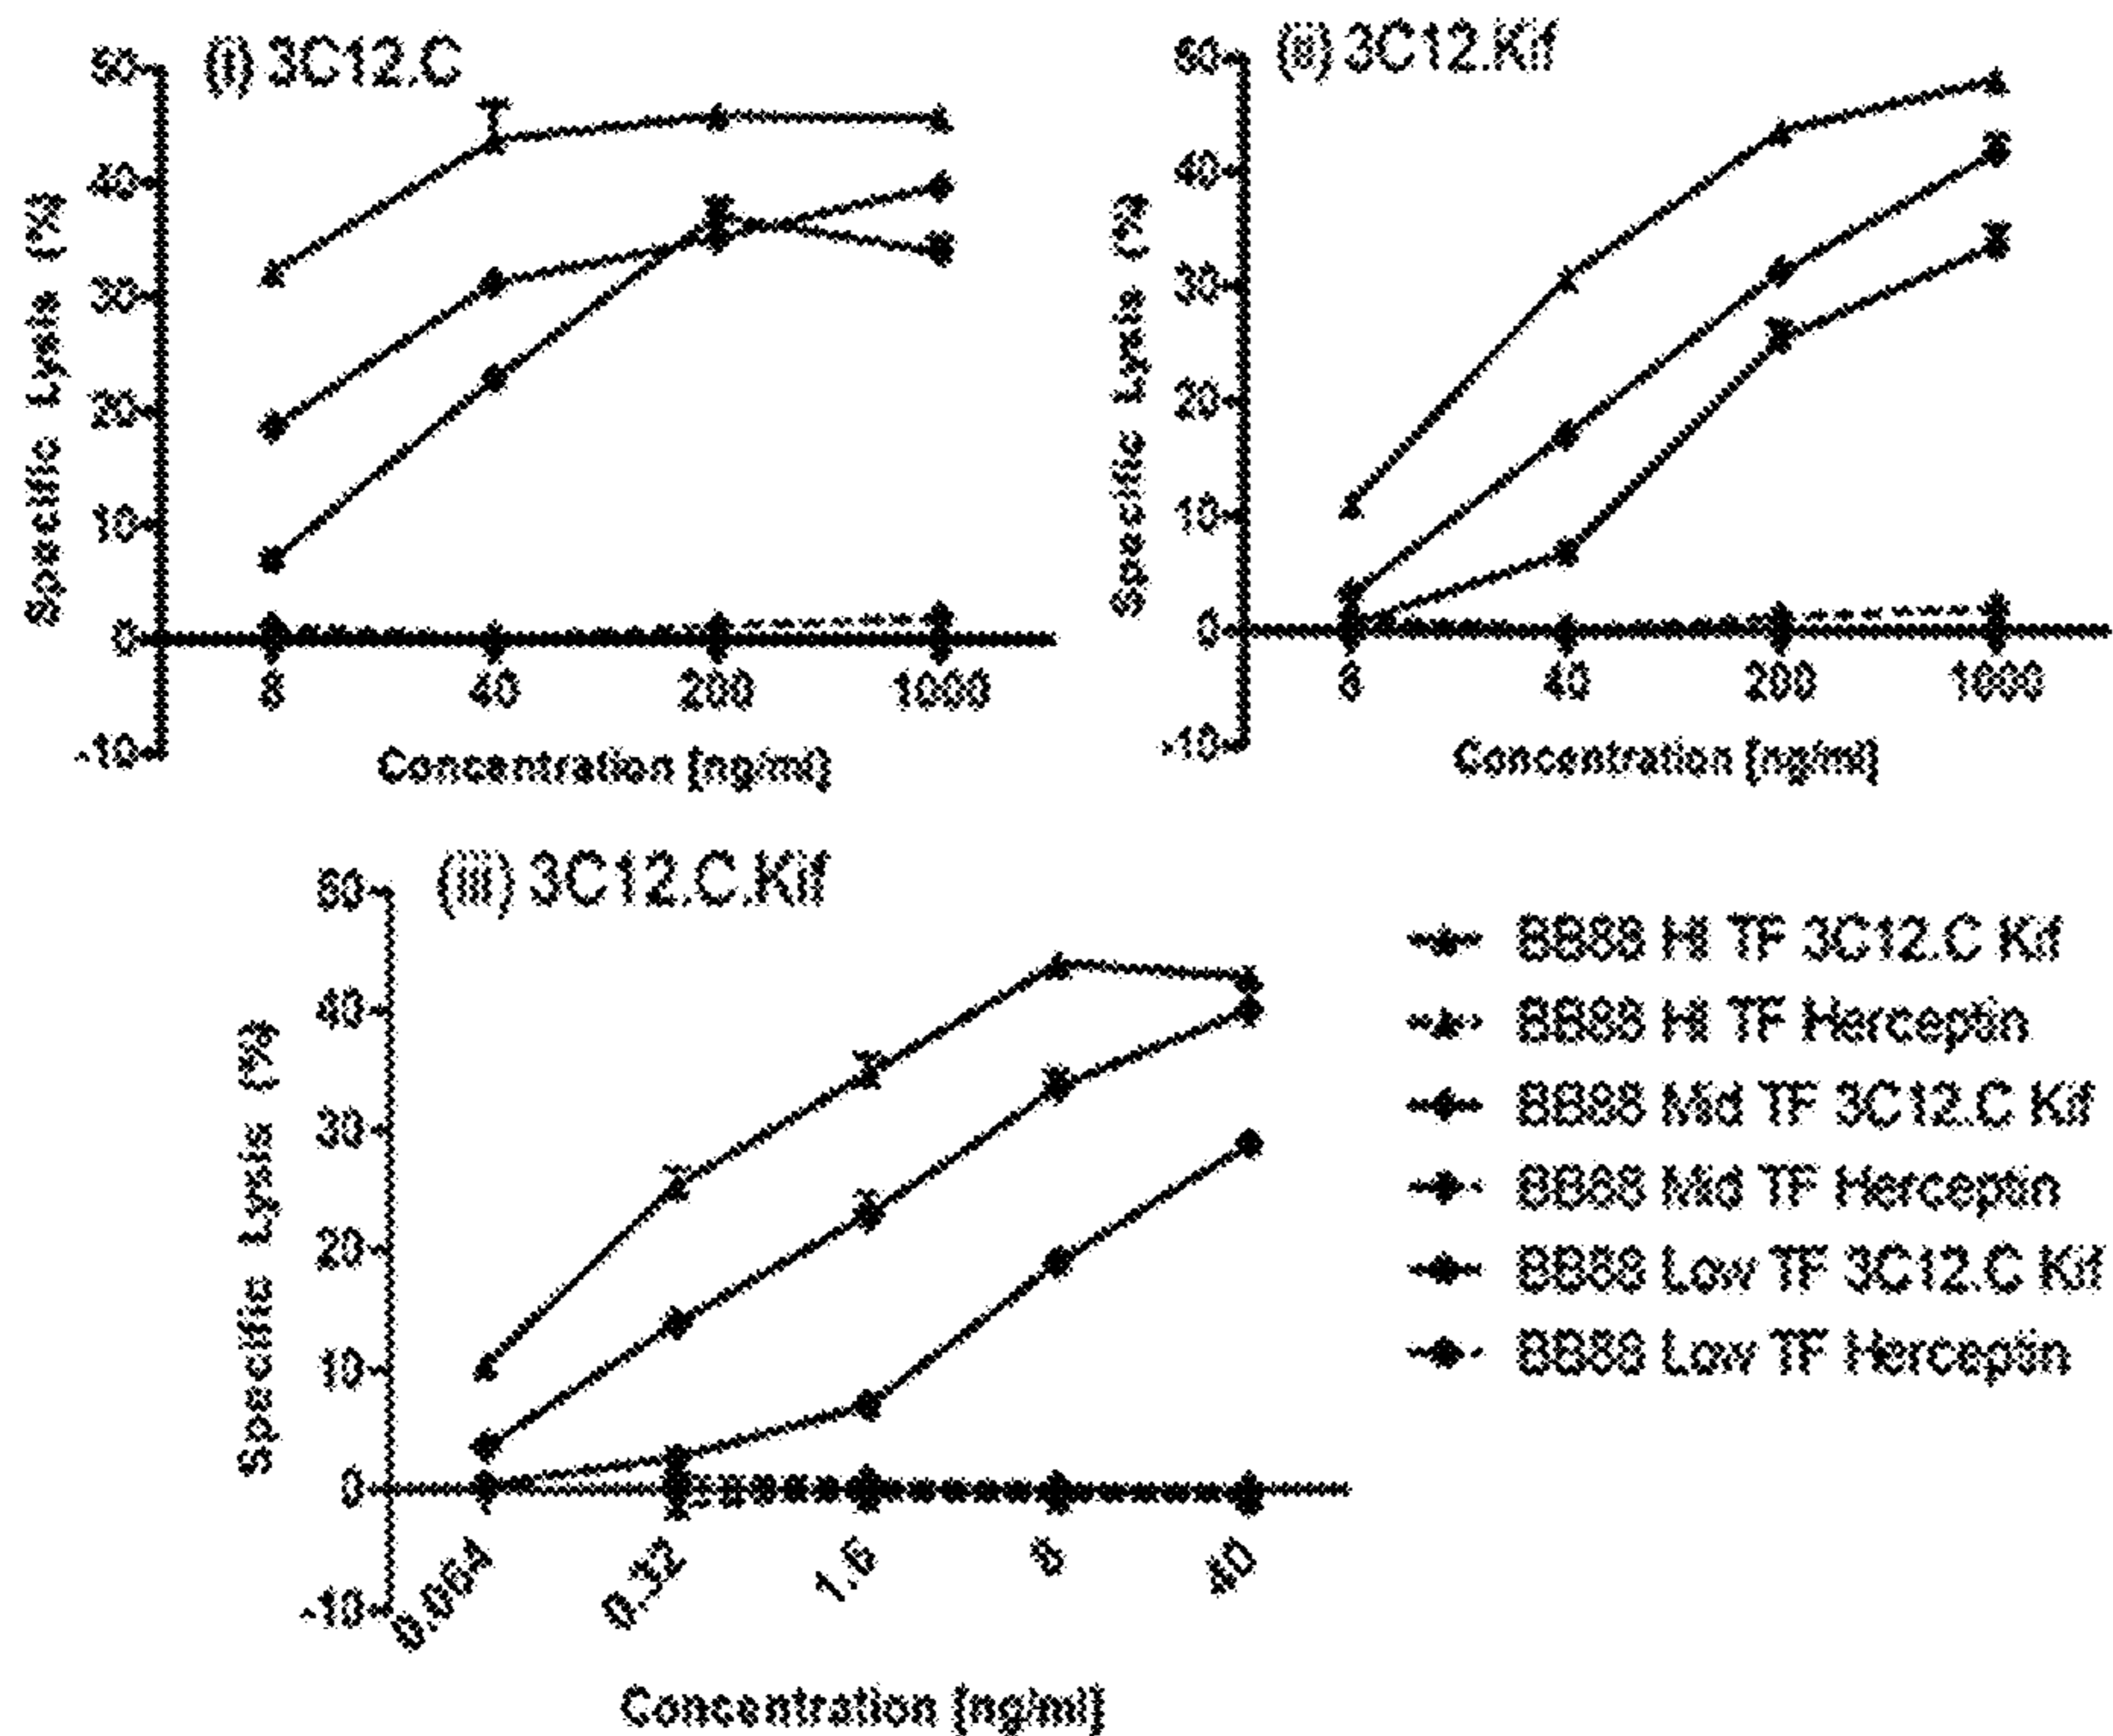 (i) 3C12.C
50
40
30
20
10
0
-10
Specific Lysis (%)
8 40 200 1000
Concentration [ng/ml]
(ii) 3C12.Kif
50
40
30
20
10
0
-10
Specific Lysis (%)
8 40 200 1000
Concentration [ng/ml]
(iii) 3C12.C.Kif
50
40
30
20
10
0
-10
Specific Lysis (%)
0.064 0.32 1.6 8 40
Concentration [ng/ml]
BB88 Hi TF 3C12.C Kif
BB88 Hi TF Herceptin
BB88 Mid TF 3C12.C Kif
BB88 Mid TF Herceptin
BB88 Low TF 3C12.C Kif
BB88 Low TF Herceptin